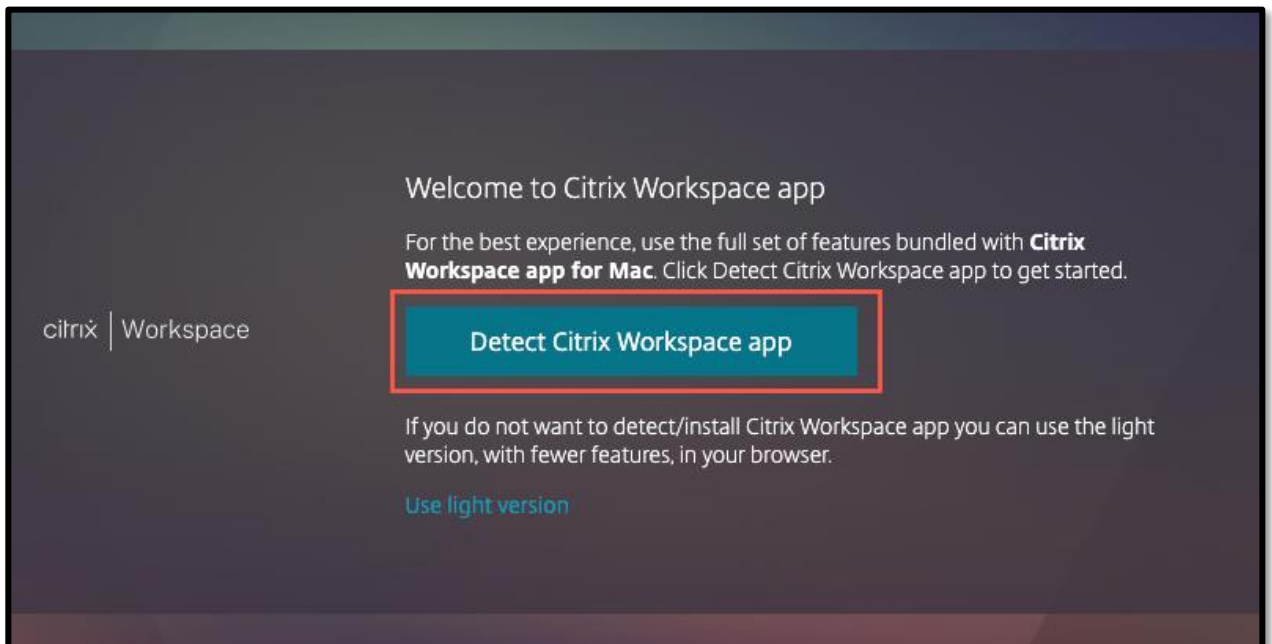 Welcome to Citrix Workspace app
For the best experience, use the full set of features bundled with Citrix
Workspace app for Mac. Click Detect Citrix Workspace app to get started.
citrix | Workspace
Detect Citrix Workspace app
If you do not want to detect/install Citrix Workspace app you can use the light
version, with fewer features, in your browser.
Use light version